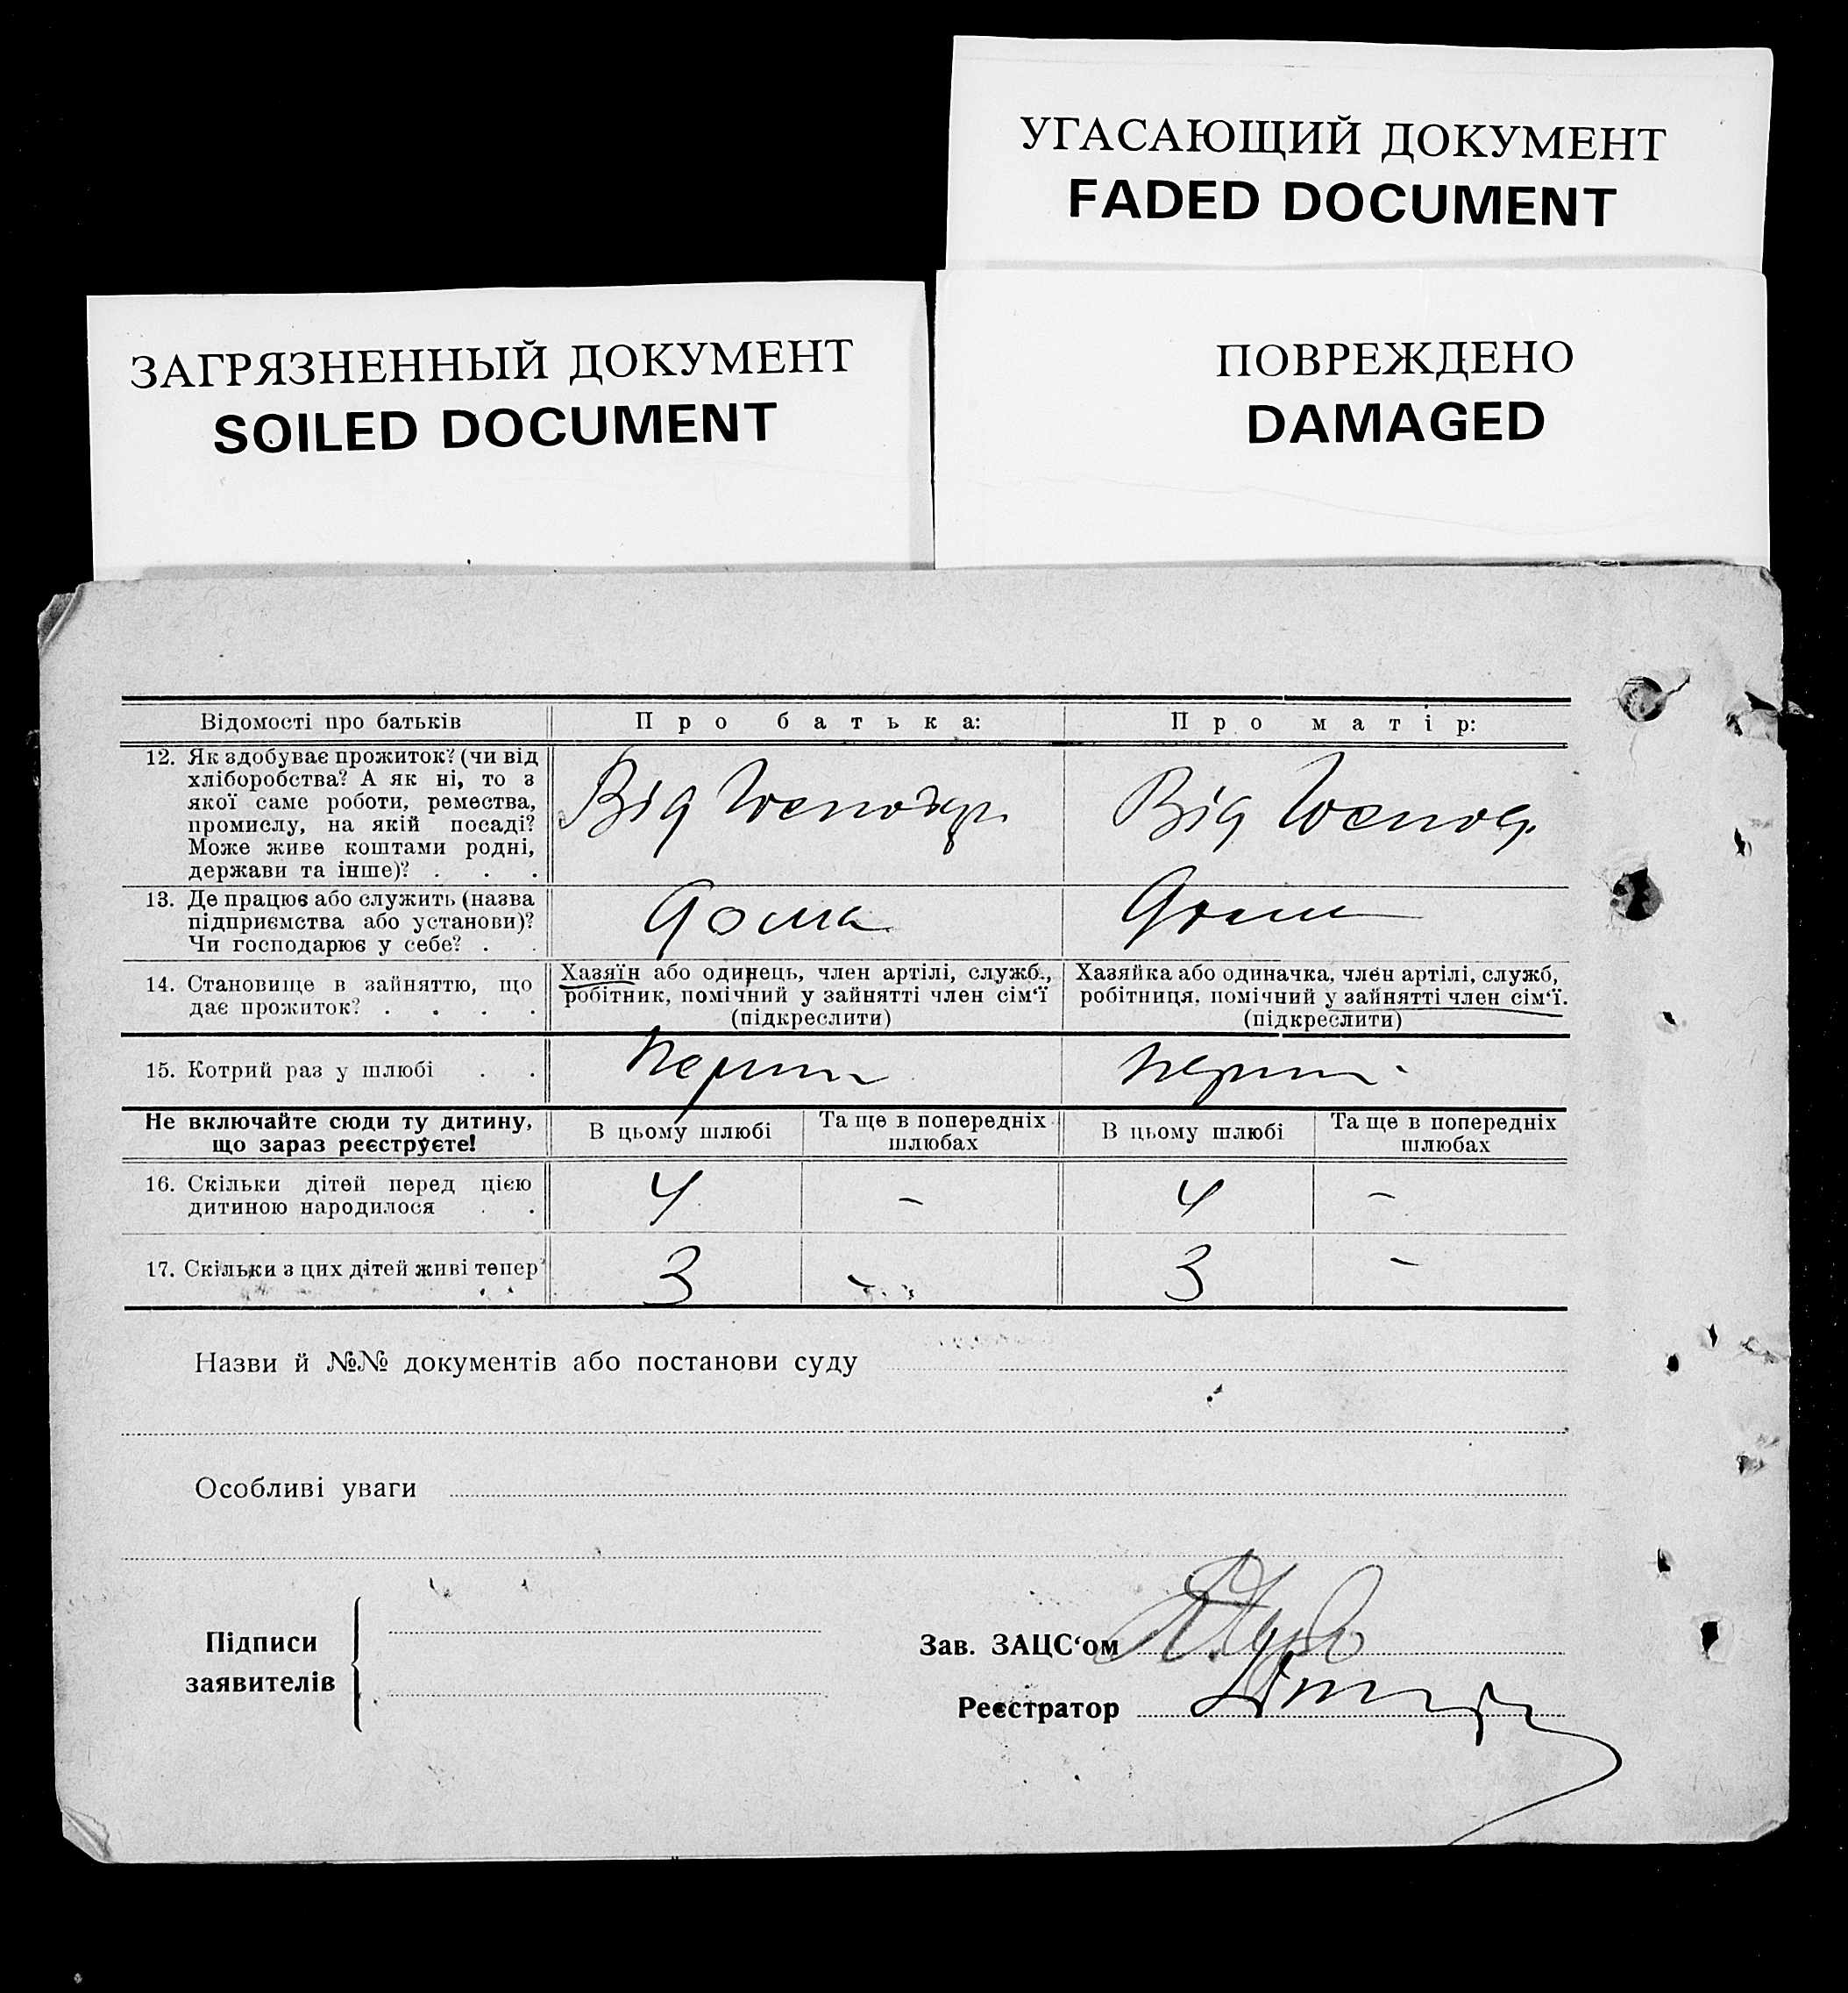 УГАСАЮЩИЙ ДОКУМЕНТ
FADED DOCUMENT
ЗАГРЯЗНЕННЫЙ ДОКУМЕНТ
SOILED DOCUMENT
ПОВРЕЖДЕНО
DAMAGED
Відомості про батьків
Про батька:
Про матір:
12. Як здобуває прожиток? (чи від
хліборобства? А як ні, то з
якої саме роботи, ремества,
промислу, на якій посаді?
Може живе коштами родні,
держави та інше)? . . .
Від господар
Від господ.
13. Де працює або служить (назва
підприємства або установи)?
Чи господарює у себе? . .
дома
дома
14. Становище в зайняттю, що
дає прожиток? . . . .
Хазяїн або одинець, член артілі, служб.,
робітник, помічний у зайнятті член сім'ї
(підкреслити)
Хазяйка або одиначка, член артілі, служб,
робітниця, помічний у зайнятті член сім'ї.
(підкреслити)
15. Котрий раз у шлюбі . .
Не включайте сюди ту дитину,
що зараз реєструєте!
В цьому шлюбі
Та ще в попередніх
шлюбах
В цьому шлюбі
Та ще в попередніх
шлюбах
16. Скільки дітей перед цією
дитиною народилося . .
4
-
4
-
17. Скільки з цих дітей живі тепер
3
-
3
-
Назви й №№ документів або постанови суду
Особливі уваги
Підписи
заявителів
Зав. ЗАЦС'ом
Реєстратор